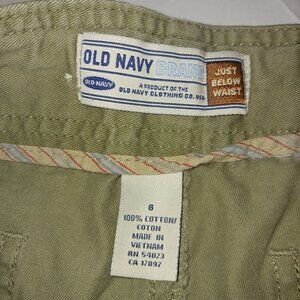 OLD NAVY BRAND
OLD NAVY
A PRODUCT OF THE
OLD NAVY CLOTHING CO. USA
JUST
BELOW
WAIST
6
100% COTTON/
COTON
MADE IN
VIETNAM
RN 54023
CA 17897